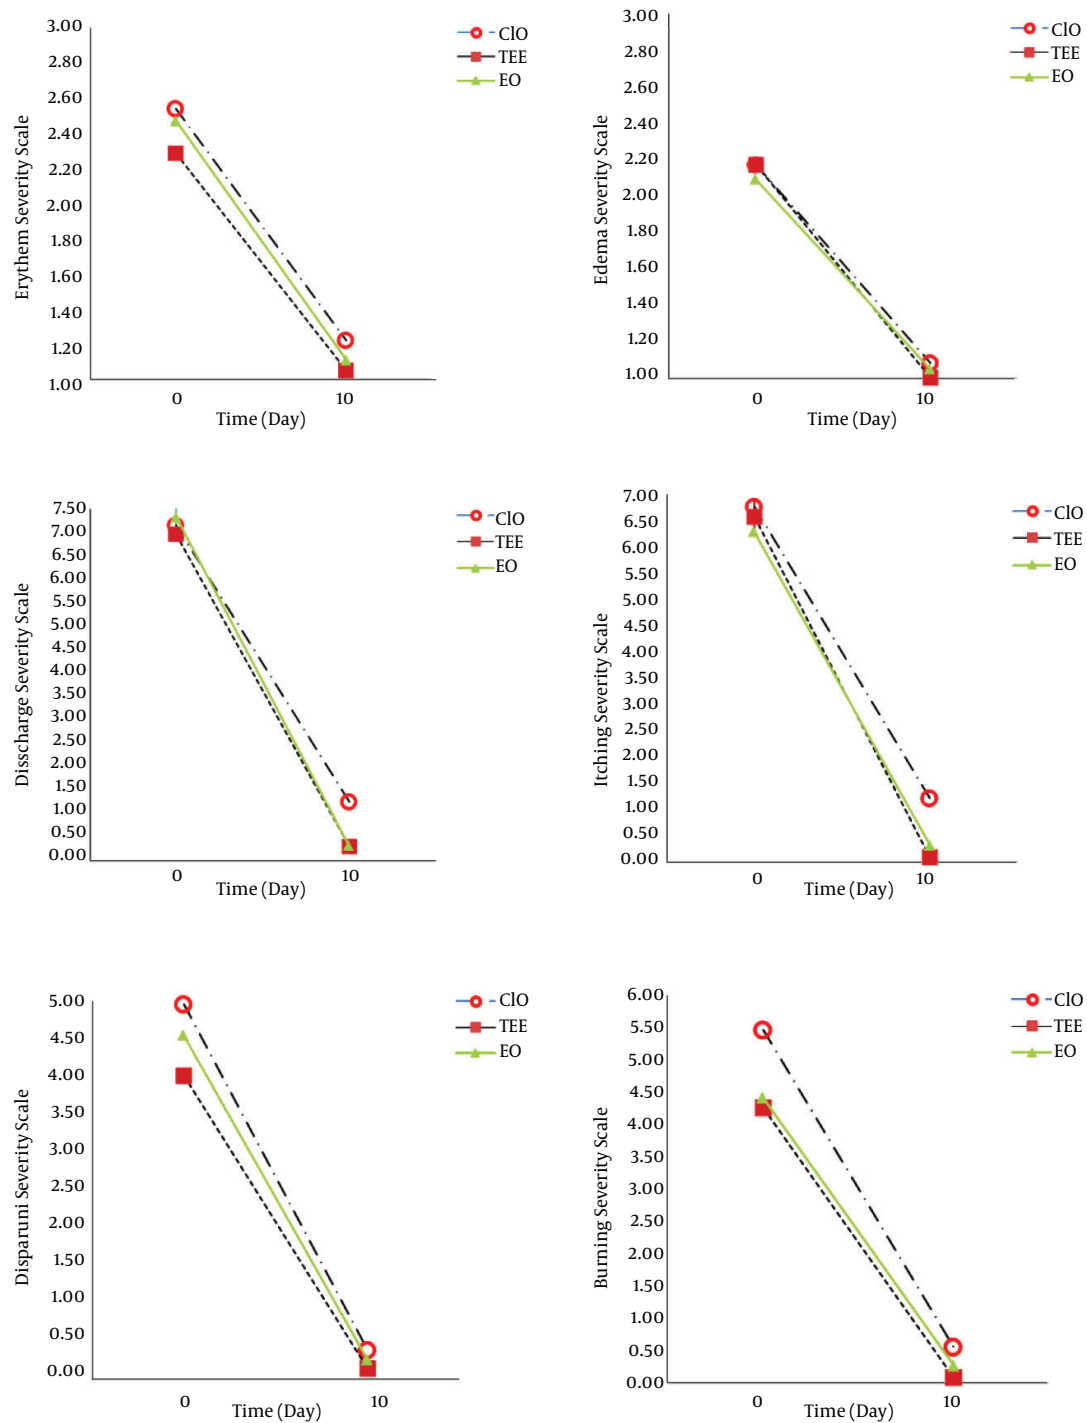 3.00
2.80
2.60
2.40
2.20
2.00
1.80
1.60
1.40
1.20
1.00
Erythem Severity Scale
0
10
Time (Day)
ClO
TEE
EO
3.00
2.80
2.60
2.40
2.20
2.00
1.80
1.60
1.40
1.20
1.00
Edema Severity Scale
0
10
Time (Day)
ClO
TEE
EO
7.50
7.00
6.50
6.00
5.50
5.00
4.50
4.00
3.50
3.00
2.50
2.00
1.50
1.00
0.50
0.00
Disscharge Severity Scale
0
10
Time (Day)
ClO
TEE
EO
7.00
6.50
6.00
5.50
5.00
4.50
4.00
3.50
3.00
2.50
2.00
1.50
1.00
0.50
0.00
Itching Severity Scale
0
10
Time (Day)
ClO
TEE
EO
5.00
4.50
4.00
3.50
3.00
2.50
2.00
1.50
1.00
0.50
0.00
Disparuni Severity Scale
0
10
Time (Day)
ClO
TEE
EO
6.00
5.50
5.00
4.50
4.00
3.50
3.00
2.50
2.00
1.50
1.00
0.50
0.00
Burning Severity Scale
0
10
Time (Day)
ClO
TEE
EO